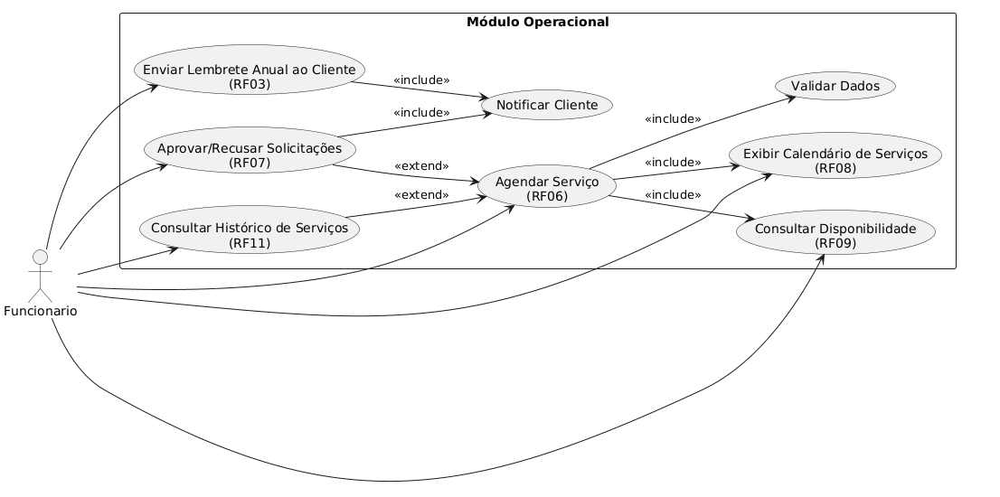 Módulo Operacional
Enviar Lembrete Anual ao Cliente
(RF03)
«include»
Notificar Cliente
Validar Dados
«include»
«include»
Aprovar/Recusar Solicitações
(RF07)
«extend»
«include»
Exibir Calendário de Serviços
(RF08)
Agendar Serviço
(RF06)
«extend»
«include»
Consultar Histórico de Serviços
(RF11)
Consultar Disponibilidade
(RF09)
Funcionario